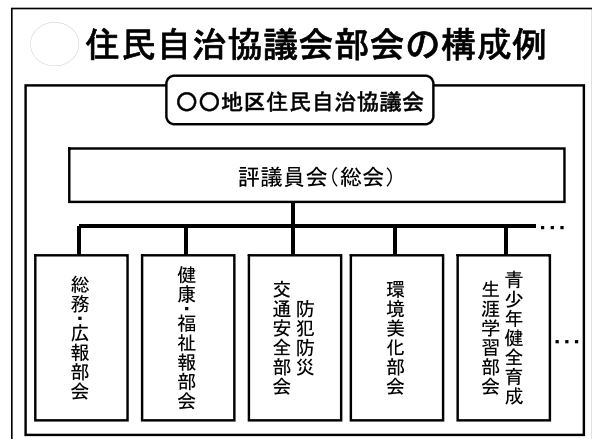 住民自治協議会部会の構成例
〇〇地区住民自治協議会
評議員会(総会)
…
総務・広報部会
健康・福祉報部会
防犯防災
交通安全部会
環境美化部会
青少年健全育成
生涯学習部会
…